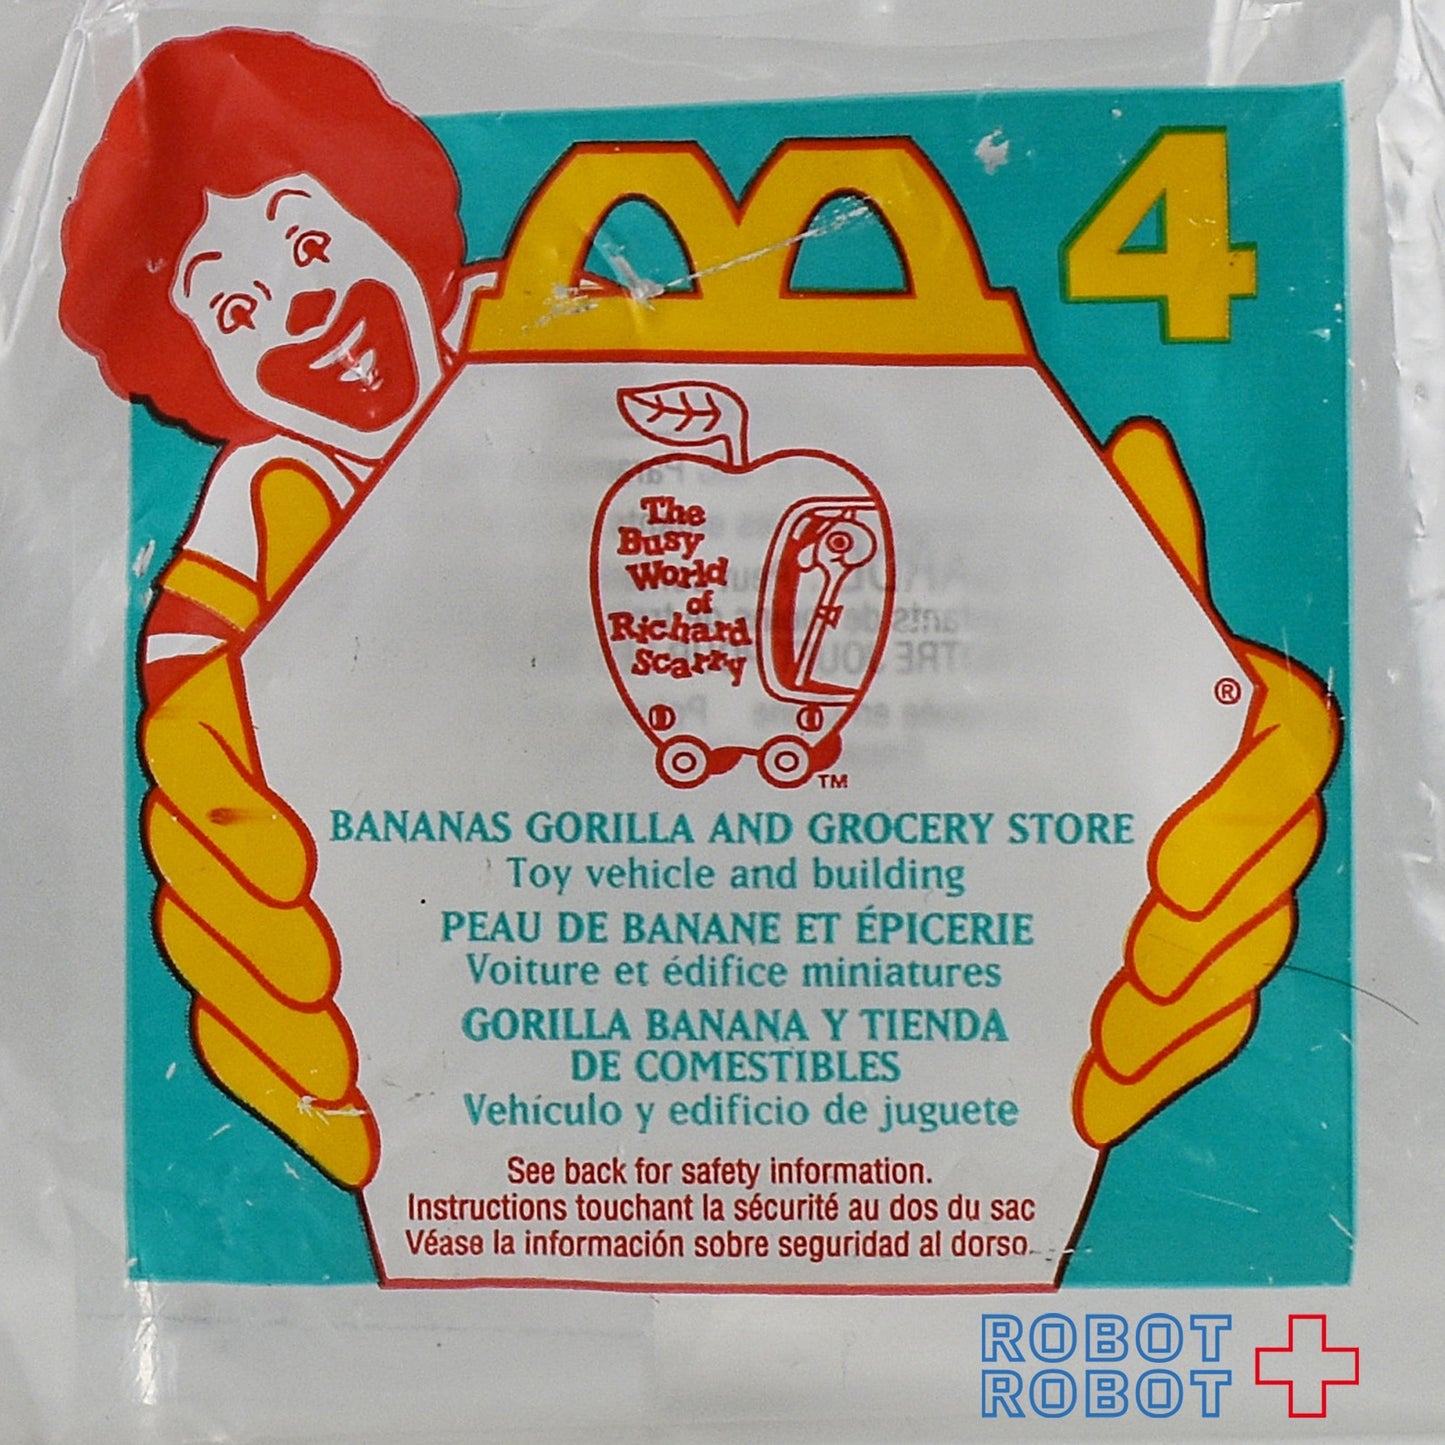 4
The
Busy
World
of
Richard
Scarry
TM
®
BANANAS GORILLA AND GROCERY STORE
Toy vehicle and building
PEAU DE BANANE ET ÉPICERIE
Voiture et édifice miniatures
GORILLA BANANA Y TIENDA
DE COMESTIBLES
Vehículo y edificio de juguete
See back for safety information.
Instructions touchant la sécurité au dos du sac
Véase la información sobre seguridad al dorso.
ROBOT
ROBOT